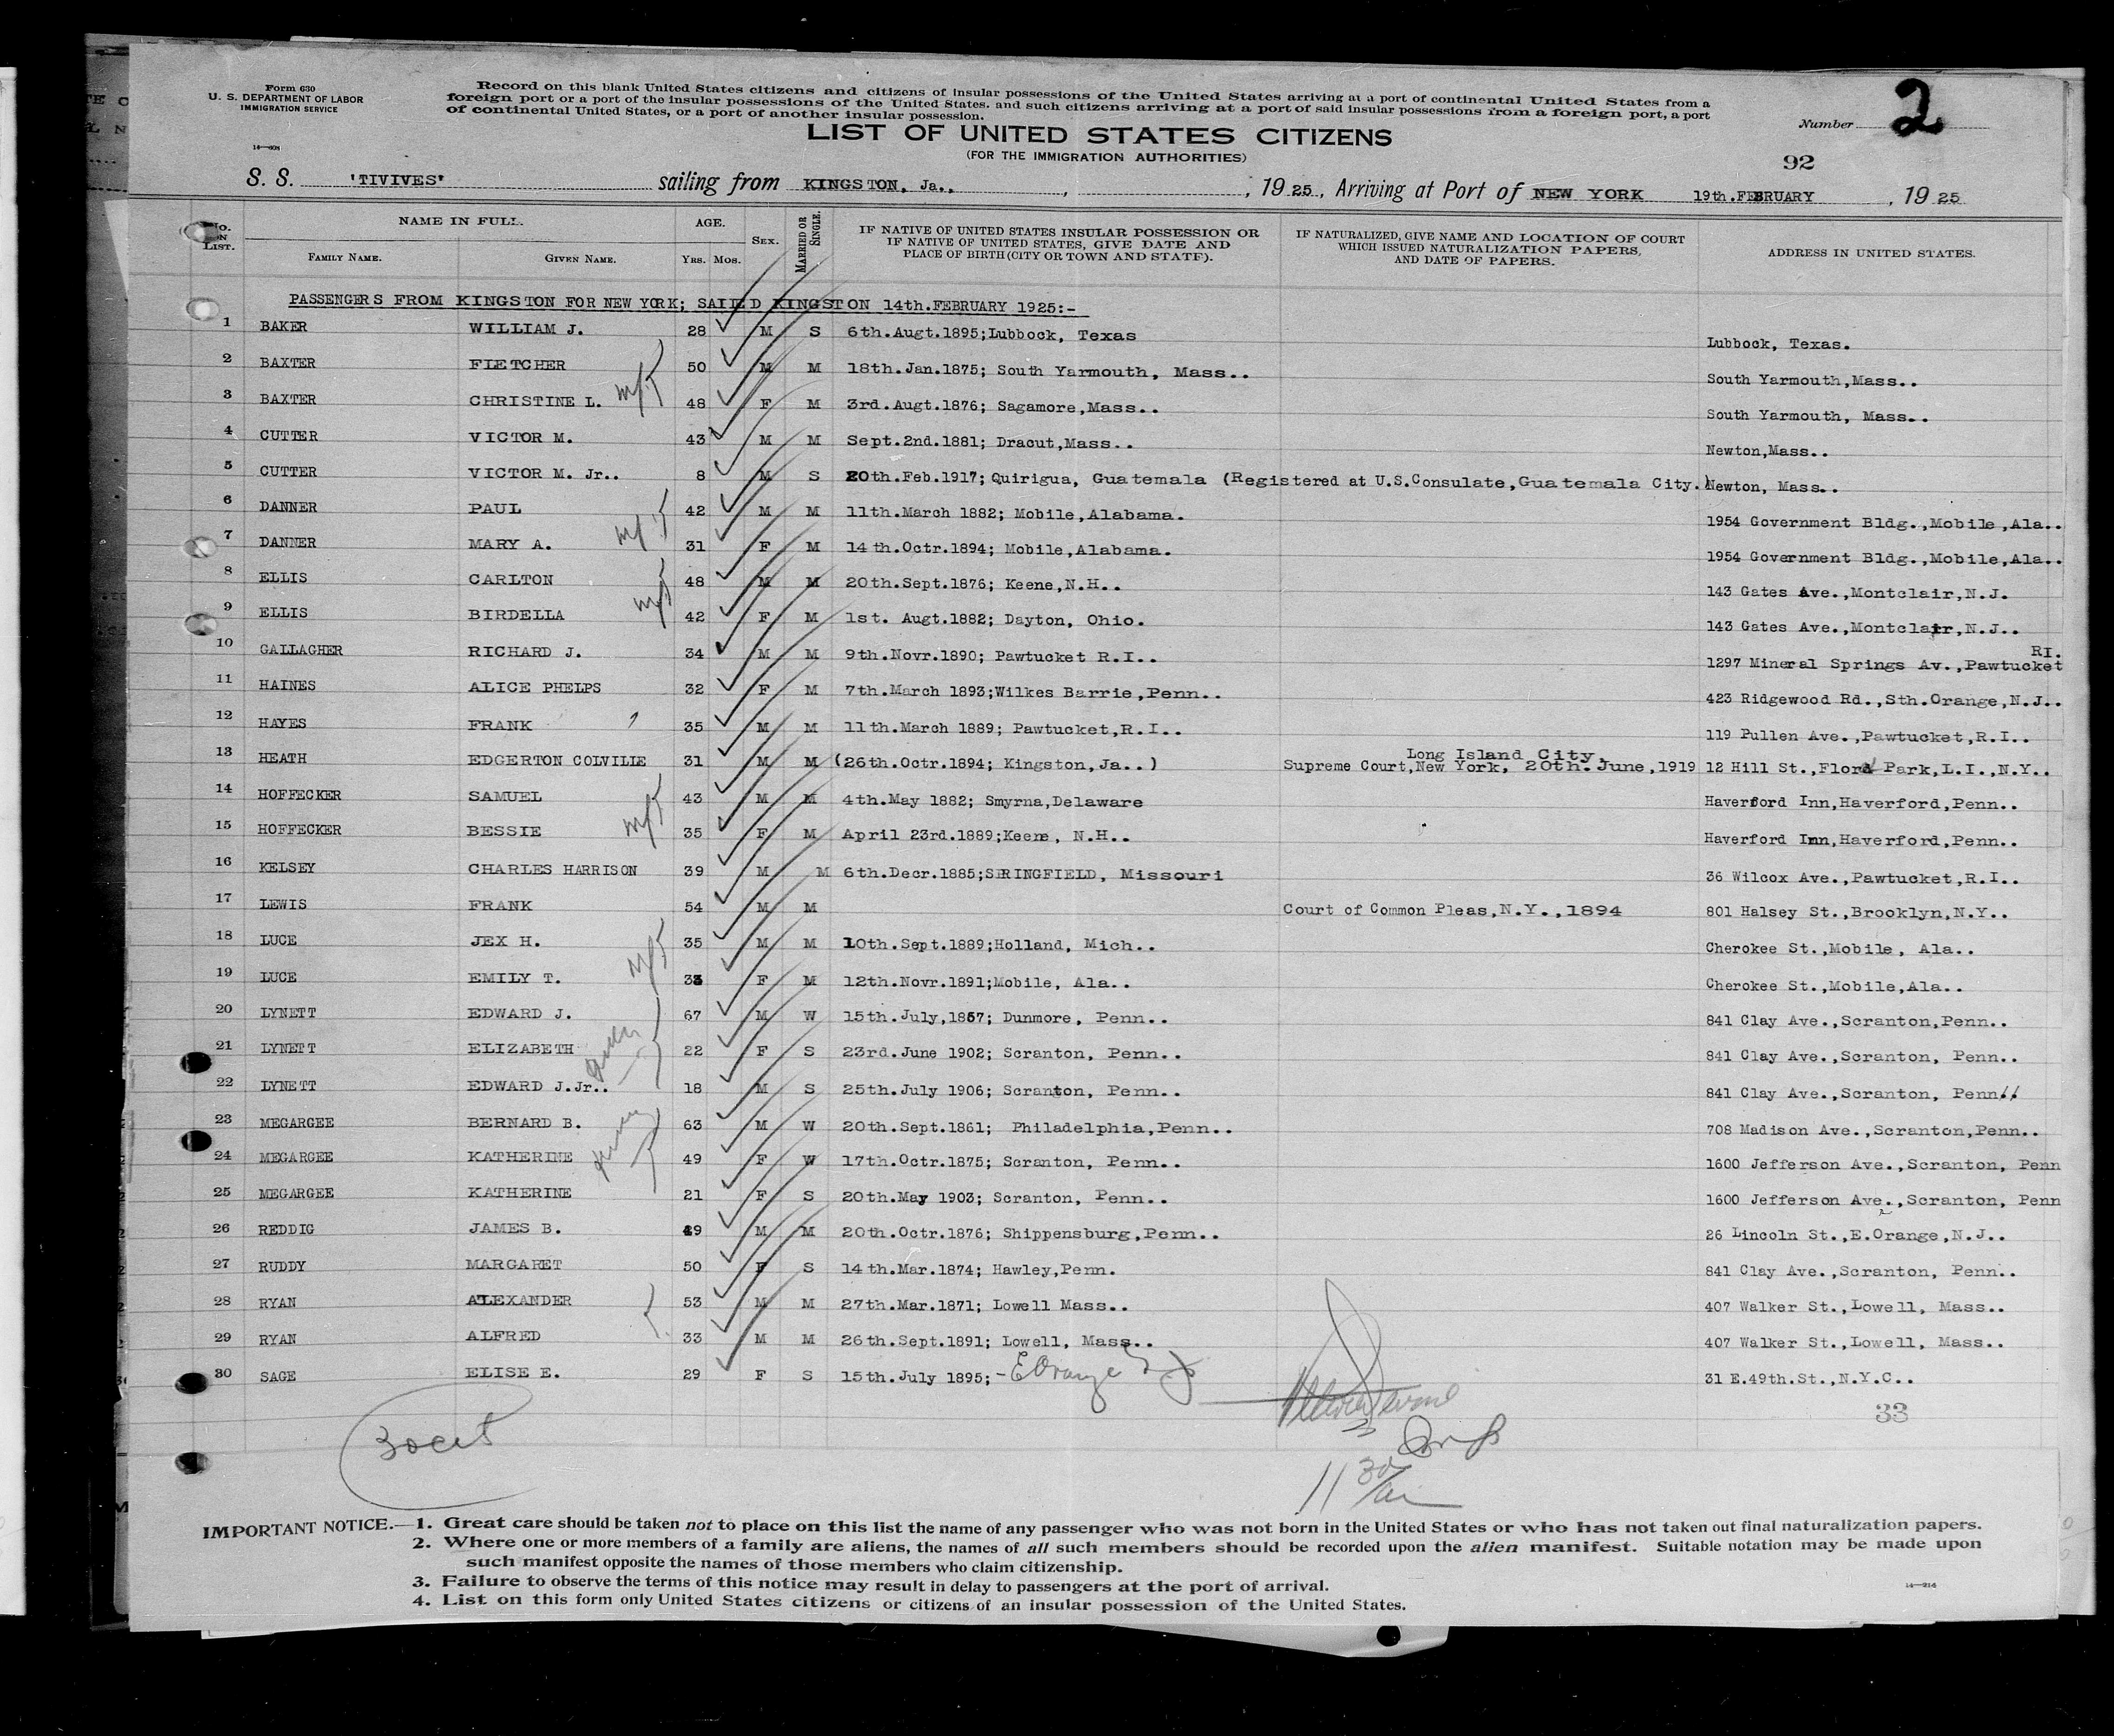 Form 630
U. S. DEPARTMENT OF LABOR
IMMIGRATION SERVICE
14—608
Record on this blank United States citizens and citizens of insular possessions of the United States arriving at a port of continental United States from a
foreign port or a port of the insular possessions of the United States. and such citizens arriving at a port of said insular possessions from a foreign port, a port
of continental United States, or a port of another insular possession.
LIST OF UNITED STATES CITIZENS
(FOR THE IMMIGRATION AUTHORITIES)
Number 2
92
S. S. 'TIVIVES' sailing from KINGSTON, Ja., , , 19 25, Arriving at Port of NEW YORK 19th.FEBRUARY , 19 25
No. ON LIST. NAME IN FULL. FAMILY NAME. GIVEN NAME. AGE. YRS. MOS. SEX. MARRIED OR SINGLE. IF NATIVE OF UNITED STATES INSULAR POSSESSION OR IF NATIVE OF UNITED STATES, GIVE DATE AND PLACE OF BIRTH (CITY OR TOWN AND STATE). IF NATURALIZED, GIVE NAME AND LOCATION OF COURT WHICH ISSUED NATURALIZATION PAPERS, AND DATE OF PAPERS. ADDRESS IN UNITED STATES.
PASSENGERS FROM KINGSTON FOR NEW YORK; SAILED KINGSTON 14th.FEBRUARY 1925:-
1 BAKER WILLIAM J. 28 M S 6th.Augt.1895;Lubbock, Texas Lubbock, Texas.
2 BAXTER FLETCHER 50 M M 18th.Jan.1875; South Yarmouth, Mass.. South Yarmouth,Mass..
3 BAXTER CHRISTINE L. 48 F M 3rd.Augt.1876; Sagamore,Mass.. South Yarmouth, Mass..
4 CUTTER VICTOR M. 43 M M Sept.2nd.1881; Dracut,Mass.. Newton,Mass..
5 CUTTER VICTOR M. Jr.. 8 M S 20th.Feb.1917; Quirigua, Guatemala (Registered at U.S.Consulate,Guatemala City.) Newton, Mass..
6 DANNER PAUL 42 M M 11th.March 1882; Mobile,Alabama. 1954 Government Bldg.,Mobile,Ala..
7 DANNER MARY A. 31 F M 14th.Octr.1894; Mobile,Alabama. 1954 Government Bldg.,Mobile,Ala..
8 ELLIS CARLTON 48 M M 20th.Sept.1876; Keene,N.H.. 143 Gates Ave.,Montclair,N.J.
9 ELLIS BIRDELLA 42 F M 1st. Augt.1882; Dayton, Ohio. 143 Gates Ave.,Montclair,N.J..
10 GALLAGHER RICHARD J. 34 M M 9th.Novr.1890; Pawtucket R.I.. 1297 Mineral Springs Av.,Pawtucket RI.
11 HAINES ALICE PHELPS 32 F M 7th.March 1893;Wilkes Barrie,Penn.. 423 Ridgewood Rd.,Sth.Orange,N.J..
12 HAYES FRANK 35 M M 11th.March 1889; Pawtucket,R.I.. 119 Pullen Ave.,Pawtucket,R.I..
13 HEATH EDGERTON COLVILLE 31 M M (26th.Octr.1894; Kingston,Ja..) Long Island City, Supreme Court,New York, 20th.June,1919 12 Hill St.,Floral Park,L.I.,N.Y..
14 HOFFECKER SAMUEL 43 M M 4th.May 1882; Smyrna,Delaware Haverford Inn,Haverford,Penn..
15 HOFFECKER BESSIE 35 F M April 23rd.1889;Keene, N.H.. Haverford Inn,Haverford,Penn..
16 KELSEY CHARLES HARRISON 39 M M 6th.Decr.1885;SPRINGFIELD, Missouri 36 Wilcox Ave.,Pawtucket,R.I..
17 LEWIS FRANK 54 M M Court of Common Pleas,N.Y.,1894 801 Halsey St.,Brooklyn,N.Y..
18 LUCE JEX H. 35 M M 10th.Sept.1889;Holland, Mich.. Cherokee St.,Mobile, Ala..
19 LUCE EMILY T. 33 F M 12th.Novr.1891;Mobile, Ala.. Cherokee St.,Mobile,Ala..
20 LYNETT EDWARD J. 67 M W 15th.July,1857; Dunmore, Penn.. 841 Clay Ave.,Scranton,Penn..
21 LYNETT ELIZABETH 22 F S 23rd.June 1902; Scranton, Penn.. 841 Clay Ave.,Scranton, Penn..
22 LYNETT EDWARD J.Jr.. 18 M S 25th.July 1906; Scranton, Penn.. 841 Clay Ave.,Scranton, Penn..
23 MEGARGEE BERNARD B. 63 M W 20th.Sept.1861; Philadelphia,Penn.. 708 Madison Ave.,Scranton,Penn..
24 MEGARGEE KATHERINE 49 F W 17th.Octr.1875; Scranton, Penn.. 1600 Jefferson Ave.,Scranton, Penn
25 MEGARGEE KATHERINE 21 F S 20th.May 1903; Scranton, Penn.. 1600 Jefferson Ave.,Scranton, Penn
26 REDDIG JAMES B. 49 M M 20th.Octr.1876; Shippensburg,Penn.. 26 Lincoln St.,E.Orange,N.J..
27 RUDDY MARGARET 50 F S 14th.Mar.1874; Hawley,Penn. 841 Clay Ave.,Scranton, Penn..
28 RYAN ALEXANDER 53 M M 27th.Mar.1871; Lowell Mass.. 407 Walker St.,Lowell, Mass..
29 RYAN ALFRED 33 M M 26th.Sept.1891; Lowell, Mass.. 407 Walker St.,Lowell, Mass..
30 SAGE ELISE E. 29 F S 15th.July 1895; - E Orange N J 31 E.49th.St.,N.Y.C..
33
30 cit
11 30/am
IMPORTANT NOTICE.—1. Great care should be taken not to place on this list the name of any passenger who was not born in the United States or who has not taken out final naturalization papers.
2. Where one or more members of a family are aliens, the names of all such members should be recorded upon the alien manifest. Suitable notation may be made upon
such manifest opposite the names of those members who claim citizenship.
3. Failure to observe the terms of this notice may result in delay to passengers at the port of arrival.
4. List on this form only United States citizens or citizens of an insular possession of the United States.
14—214